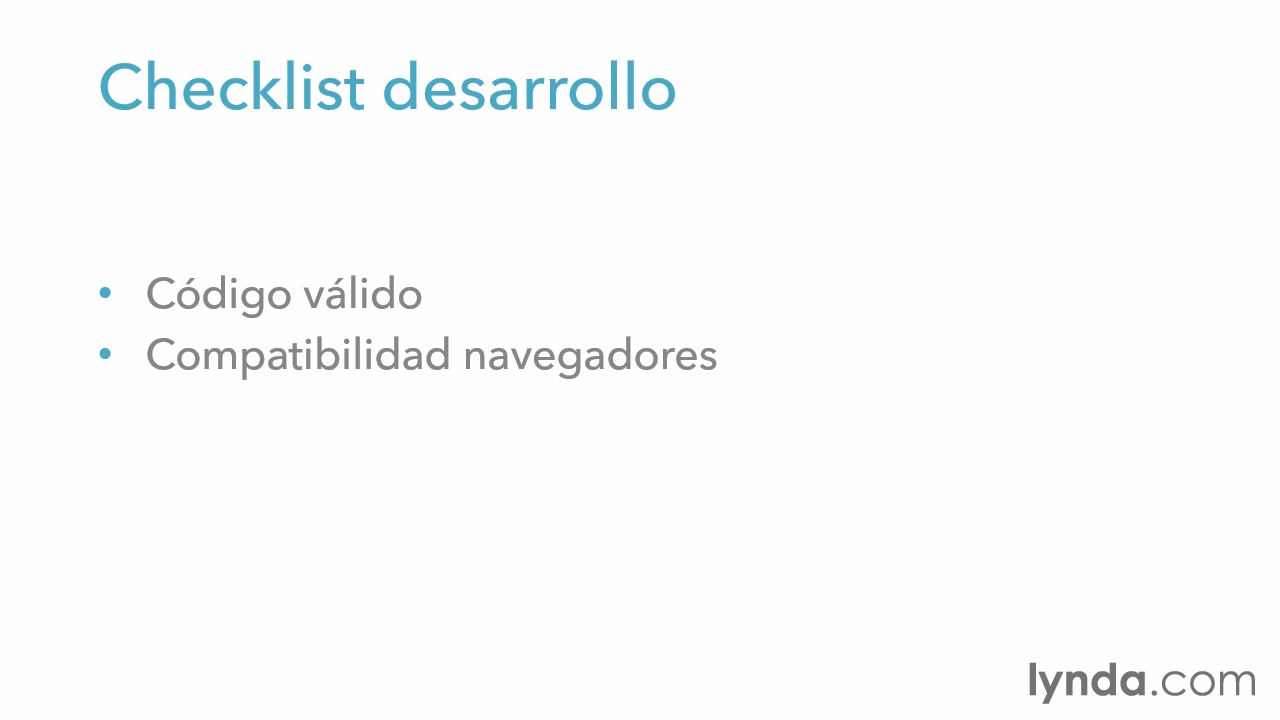 Checklist desarrollo
• Código válido
• Compatibilidad navegadores
lynda.com